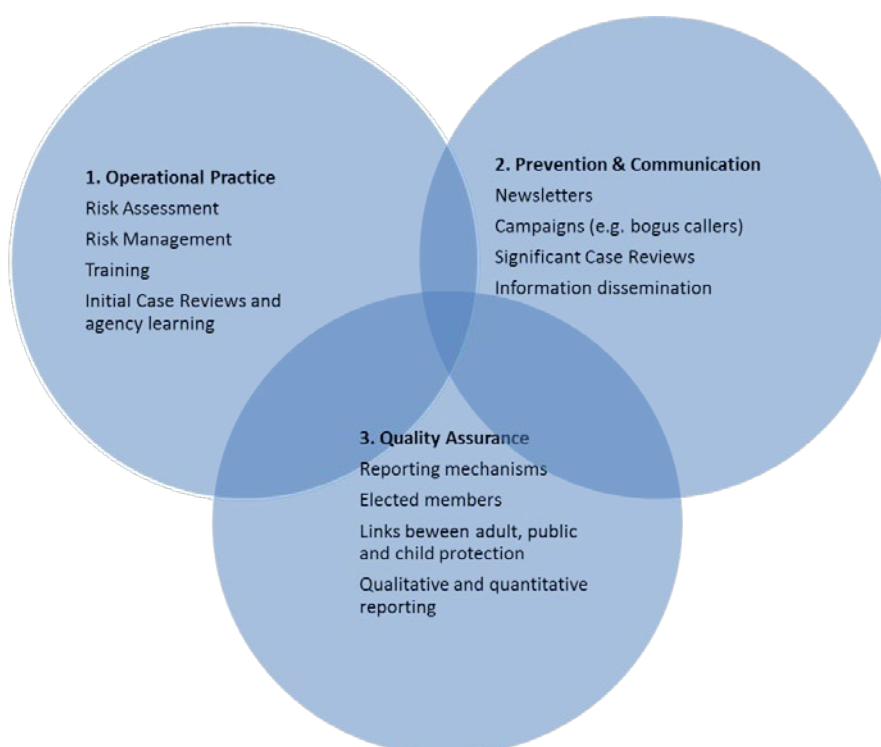 1. Operational Practice
Risk Assessment
Risk Management
Training
Initial Case Reviews and
agency learning
2. Prevention & Communication
Newsletters
Campaigns (e.g. bogus callers)
Significant Case Reviews
Information dissemination
3. Quality Assurance
Reporting mechanisms
Elected members
Links beween adult, public
and child protection
Qualitative and quantitative
reporting